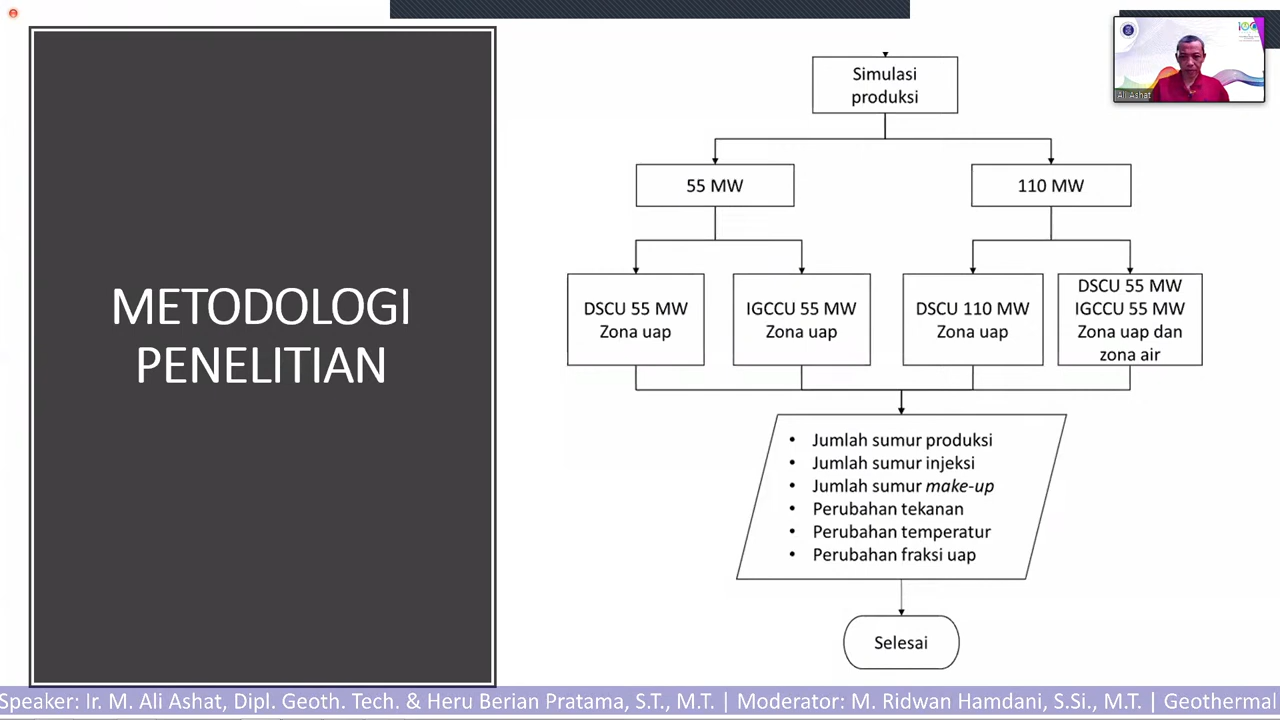 METODOLOGI
PENELITIAN
Simulasi
produksi
55 MW
110 MW
DSCU 55 MW
Zona uap
IGCCU 55 MW
Zona uap
DSCU 110 MW
Zona uap
DSCU 55 MW
IGCCU 55 MW
Zona uap dan
zona air
• Jumlah sumur produksi
• Jumlah sumur injeksi
• Jumlah sumur make-up
• Perubahan tekanan
• Perubahan temperatur
• Perubahan fraksi uap
Selesai
Ali Ashat
Speaker: Ir. M. Ali Ashat, Dipl. Geoth. Tech. & Heru Berian Pratama, S.T., M.T. | Moderator: M. Ridwan Hamdani, S.Si., M.T. | Geothermal